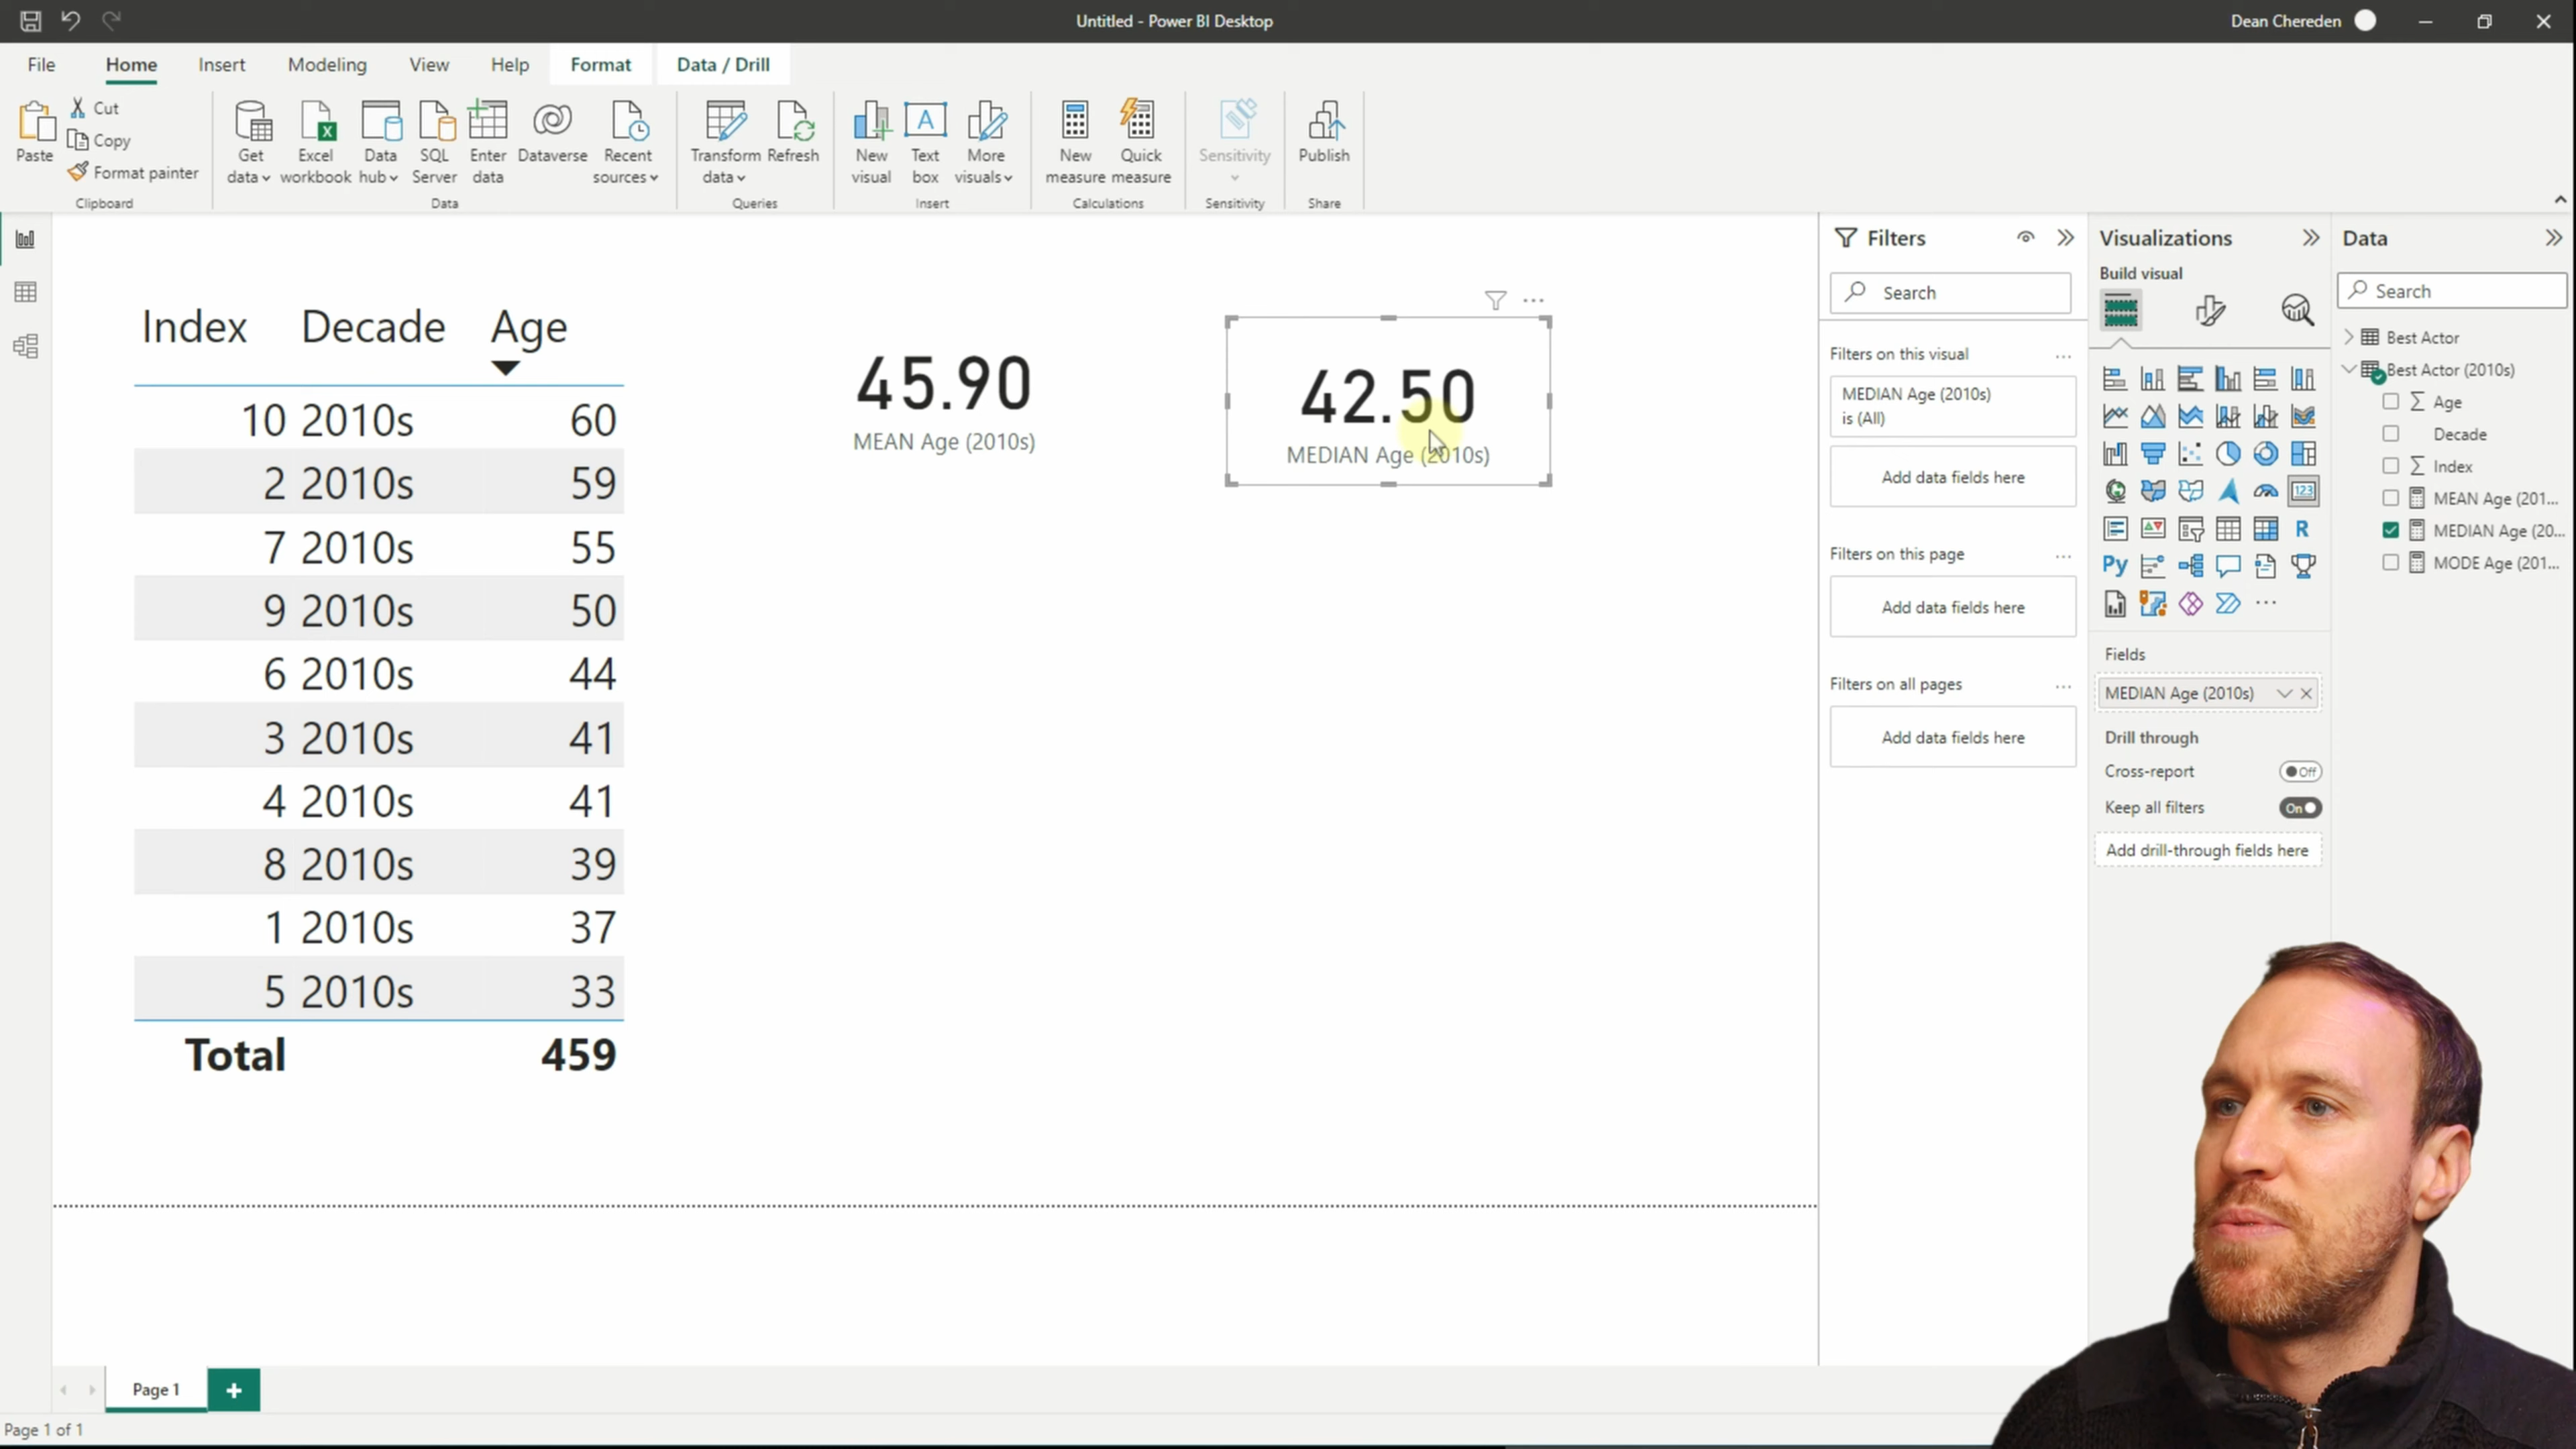 Untitled - Power BI Desktop
Dean Chereden
File Home Insert Modeling View Help Format Data / Drill
Paste
Cut
Copy
Format painter
Clipboard
Get data
Excel workbook
Data hub
SQL Server
Enter data
Dataverse
Recent sources
Data
Transform data
Refresh
Queries
New visual
Text box
More visuals
Insert
New measure
Quick measure
Calculations
Sensitivity
Sensitivity
Publish
Share
Index Decade Age
10 2010s 60
2 2010s 59
7 2010s 55
9 2010s 50
6 2010s 44
3 2010s 41
4 2010s 41
8 2010s 39
1 2010s 37
5 2010s 33
Total 459
45.90
MEAN Age (2010s)
42.50
MEDIAN Age (2010s)
Filters
Search
Filters on this visual
MEDIAN Age (2010s)
is (All)
Add data fields here
Filters on this page
Add data fields here
Filters on all pages
Add data fields here
Visualizations
Build visual
123
R
Py
Fields
MEDIAN Age (2010s)
Drill through
Cross-report
Off
Keep all filters
On
Add drill-through fields here
Data
Search
Best Actor
Best Actor (2010s)
Age
Decade
Index
MEAN Age (201...
MEDIAN Age (20...
MODE Age (201...
Page 1
Page 1 of 1